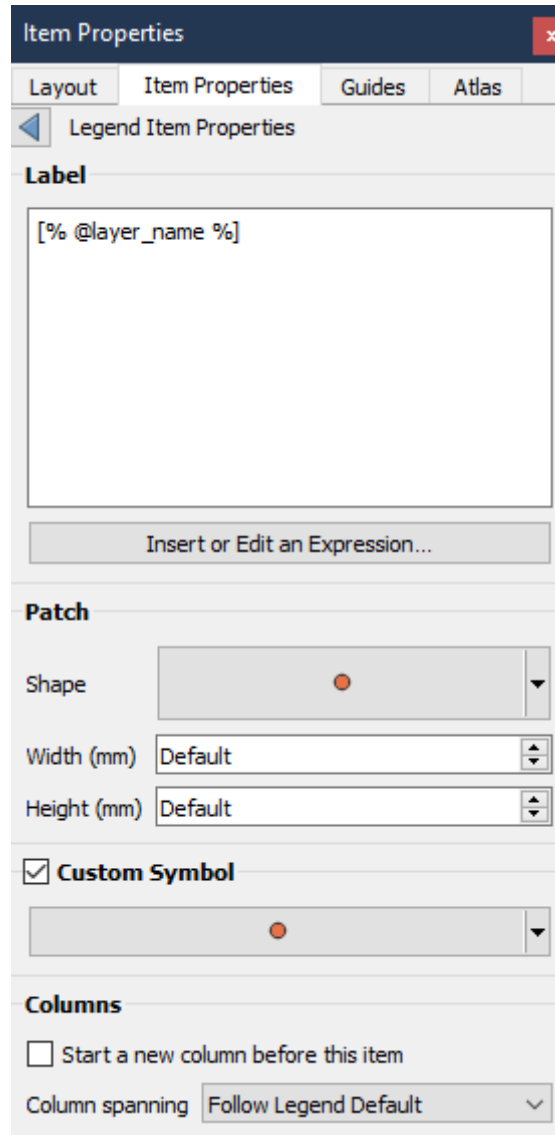 Item Properties
Layout Item Properties Guides Atlas
Legend Item Properties
Label
[% @layer_name %]
Insert or Edit an Expression...
Patch
Shape
Width (mm) Default
Height (mm) Default
Custom Symbol
Columns
Start a new column before this item
Column spanning Follow Legend Default